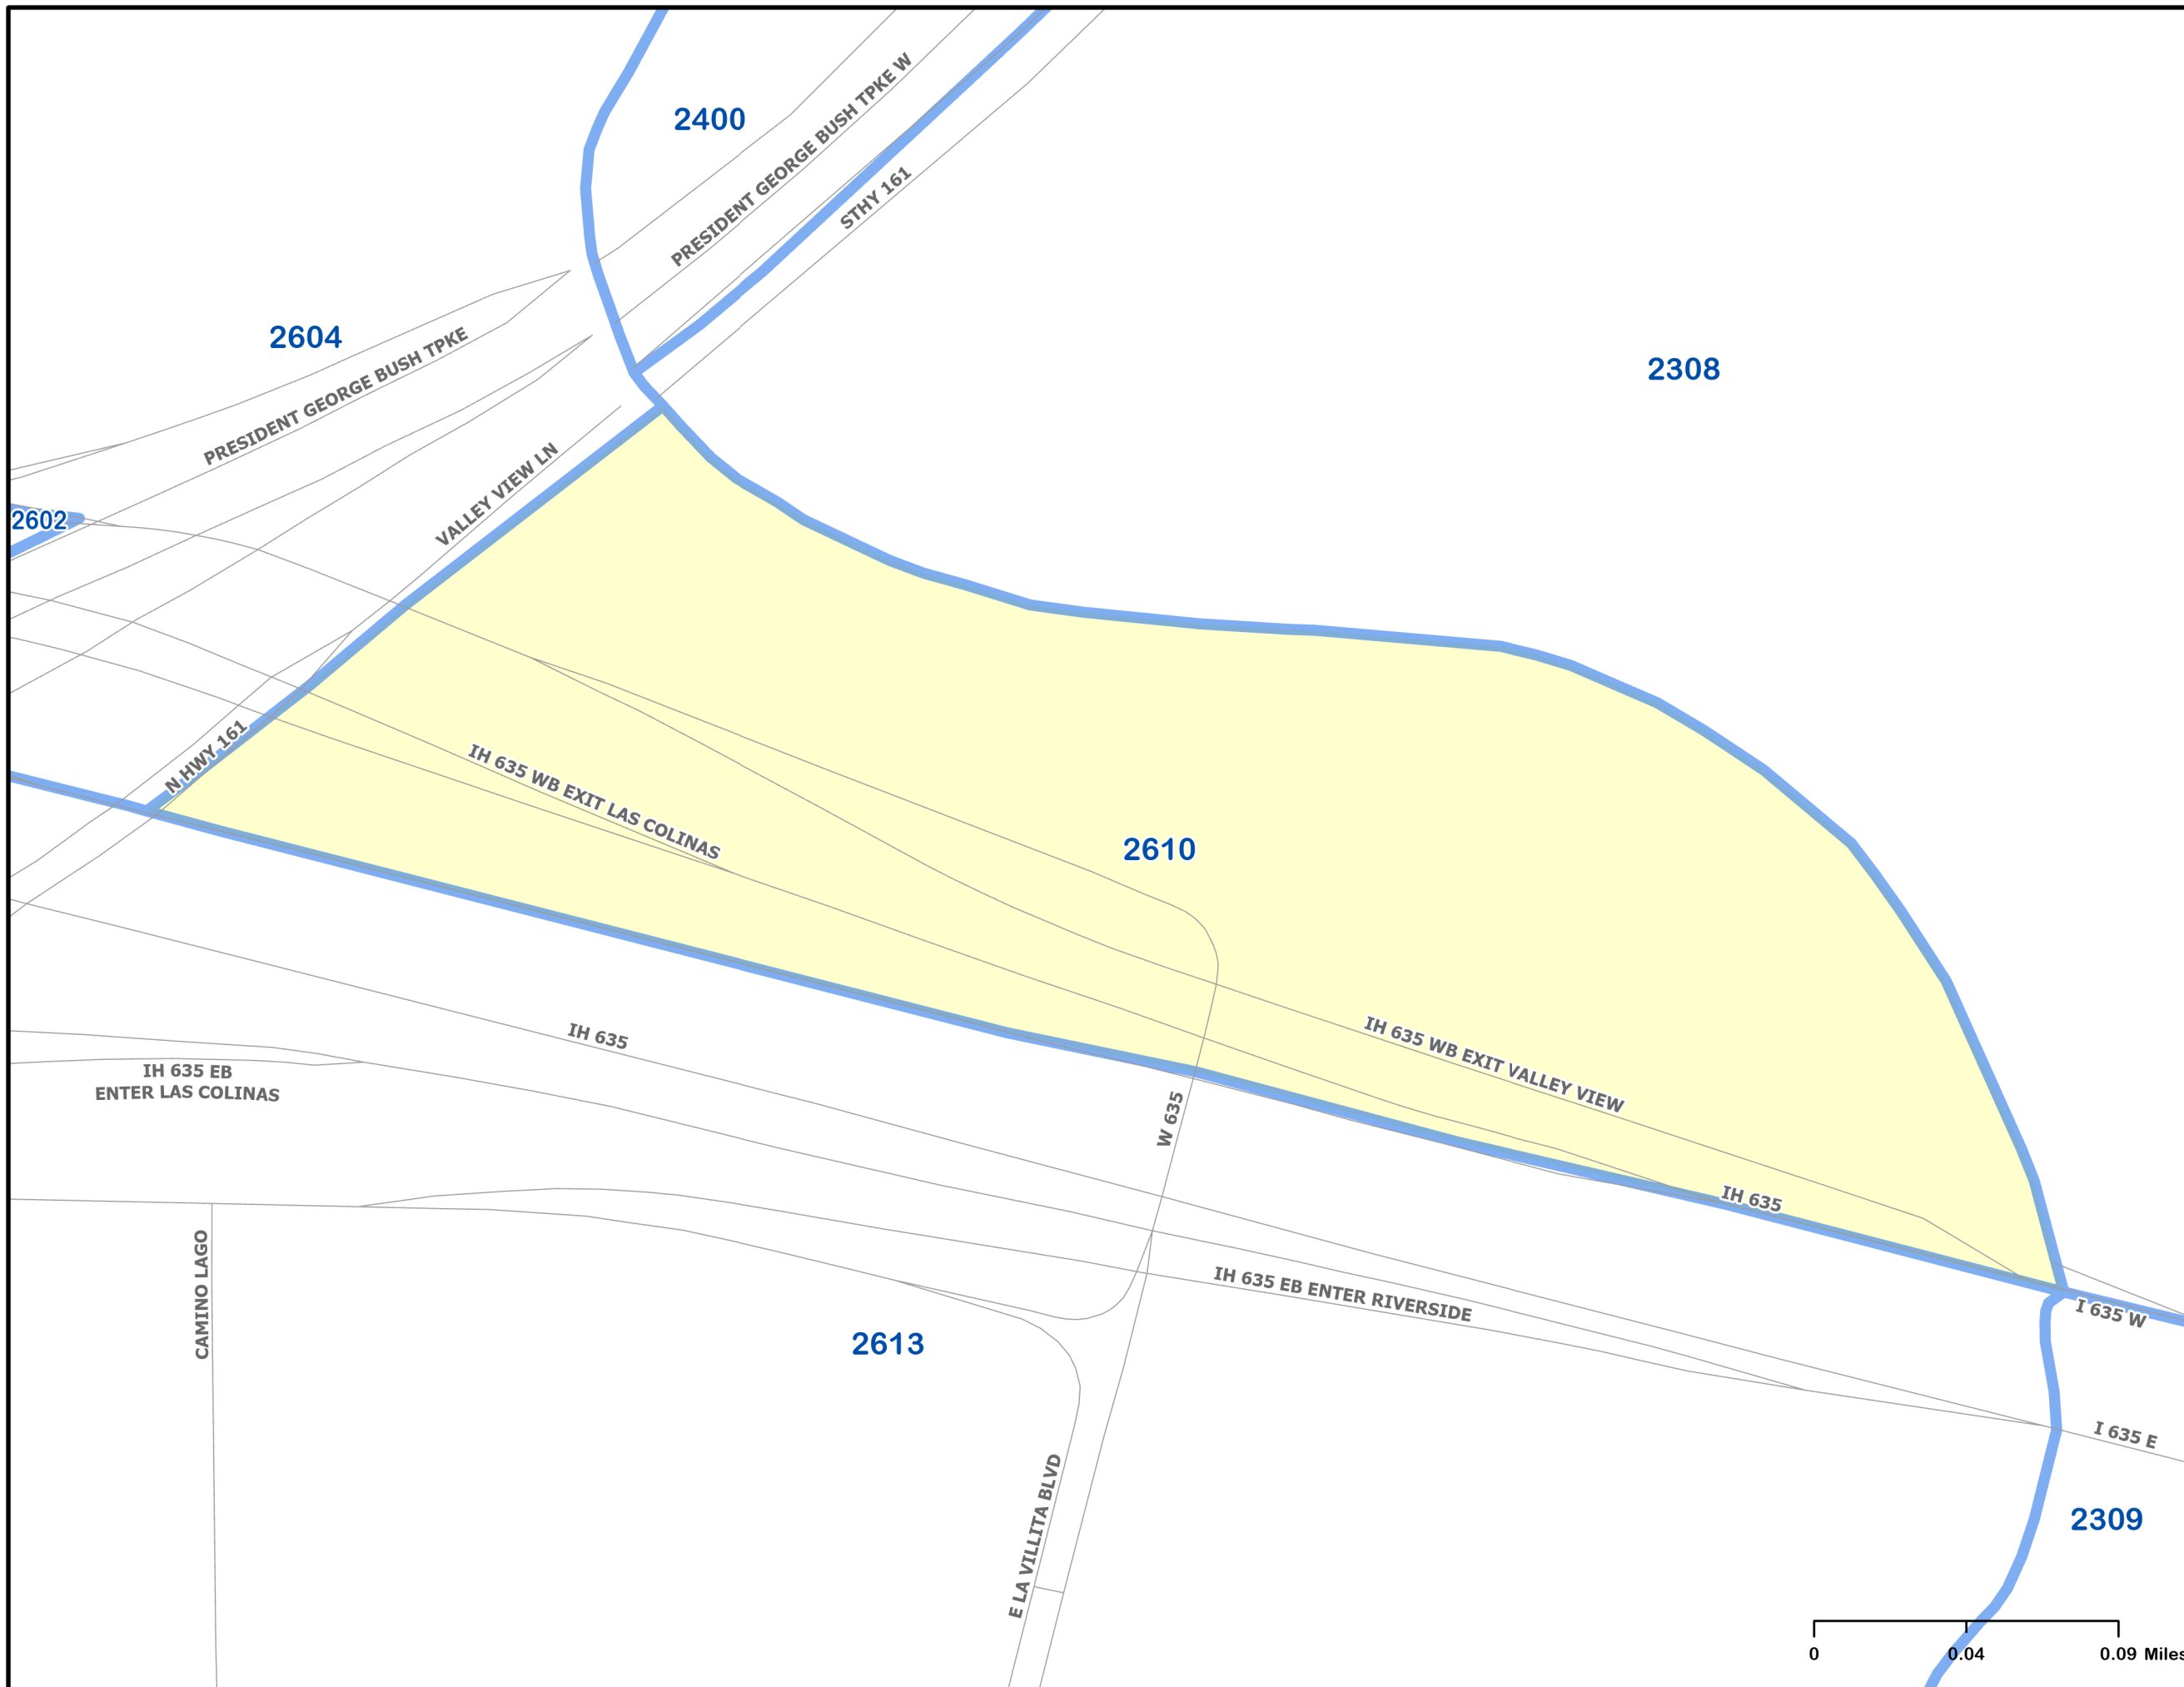 2400
PRESIDENT GEORGE BUSH TPKE W
STHY 161
2604
PRESIDENT GEORGE BUSH TPKE
2308
VALLEY VIEW LN
2602
N HWY 161
IH 635 WB EXIT LAS COLINAS
2610
IH 635
IH 635 WB EXIT VALLEY VIEW
IH 635 EB
ENTER LAS COLINAS
W 635
IH 635
CAMINO LAGO
IH 635 EB ENTER RIVERSIDE
I 635 W
2613
I 635 E
E LA VILLITA BLVD
2309
0 0.04 0.09 Miles